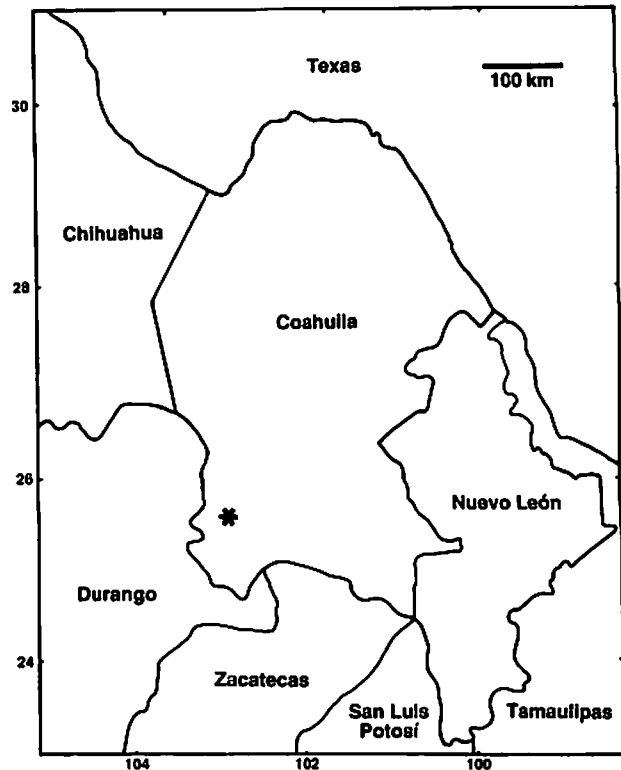 Texas
100 km
30
Chihuahua
28
Coahuila
26
Nuevo León
*
Durango
24
Zacatecas
San Luis
Potosí
Tamaulipas
104
102
100